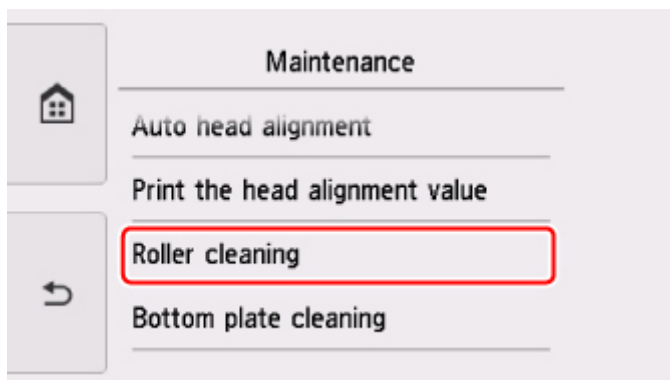 Maintenance
Auto head alignment
Print the head alignment value
Roller cleaning
Bottom plate cleaning